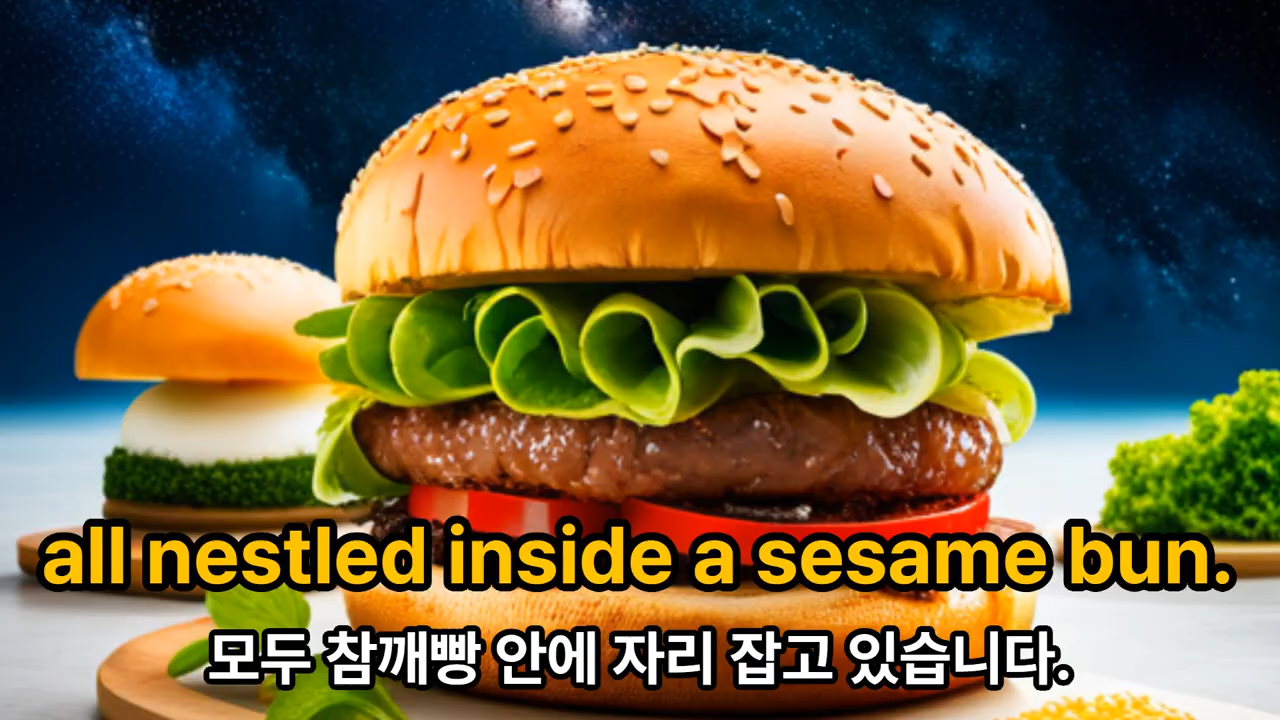 all nestled inside a sesame bun.
모두 참깨빵 안에 자리 잡고 있습니다.